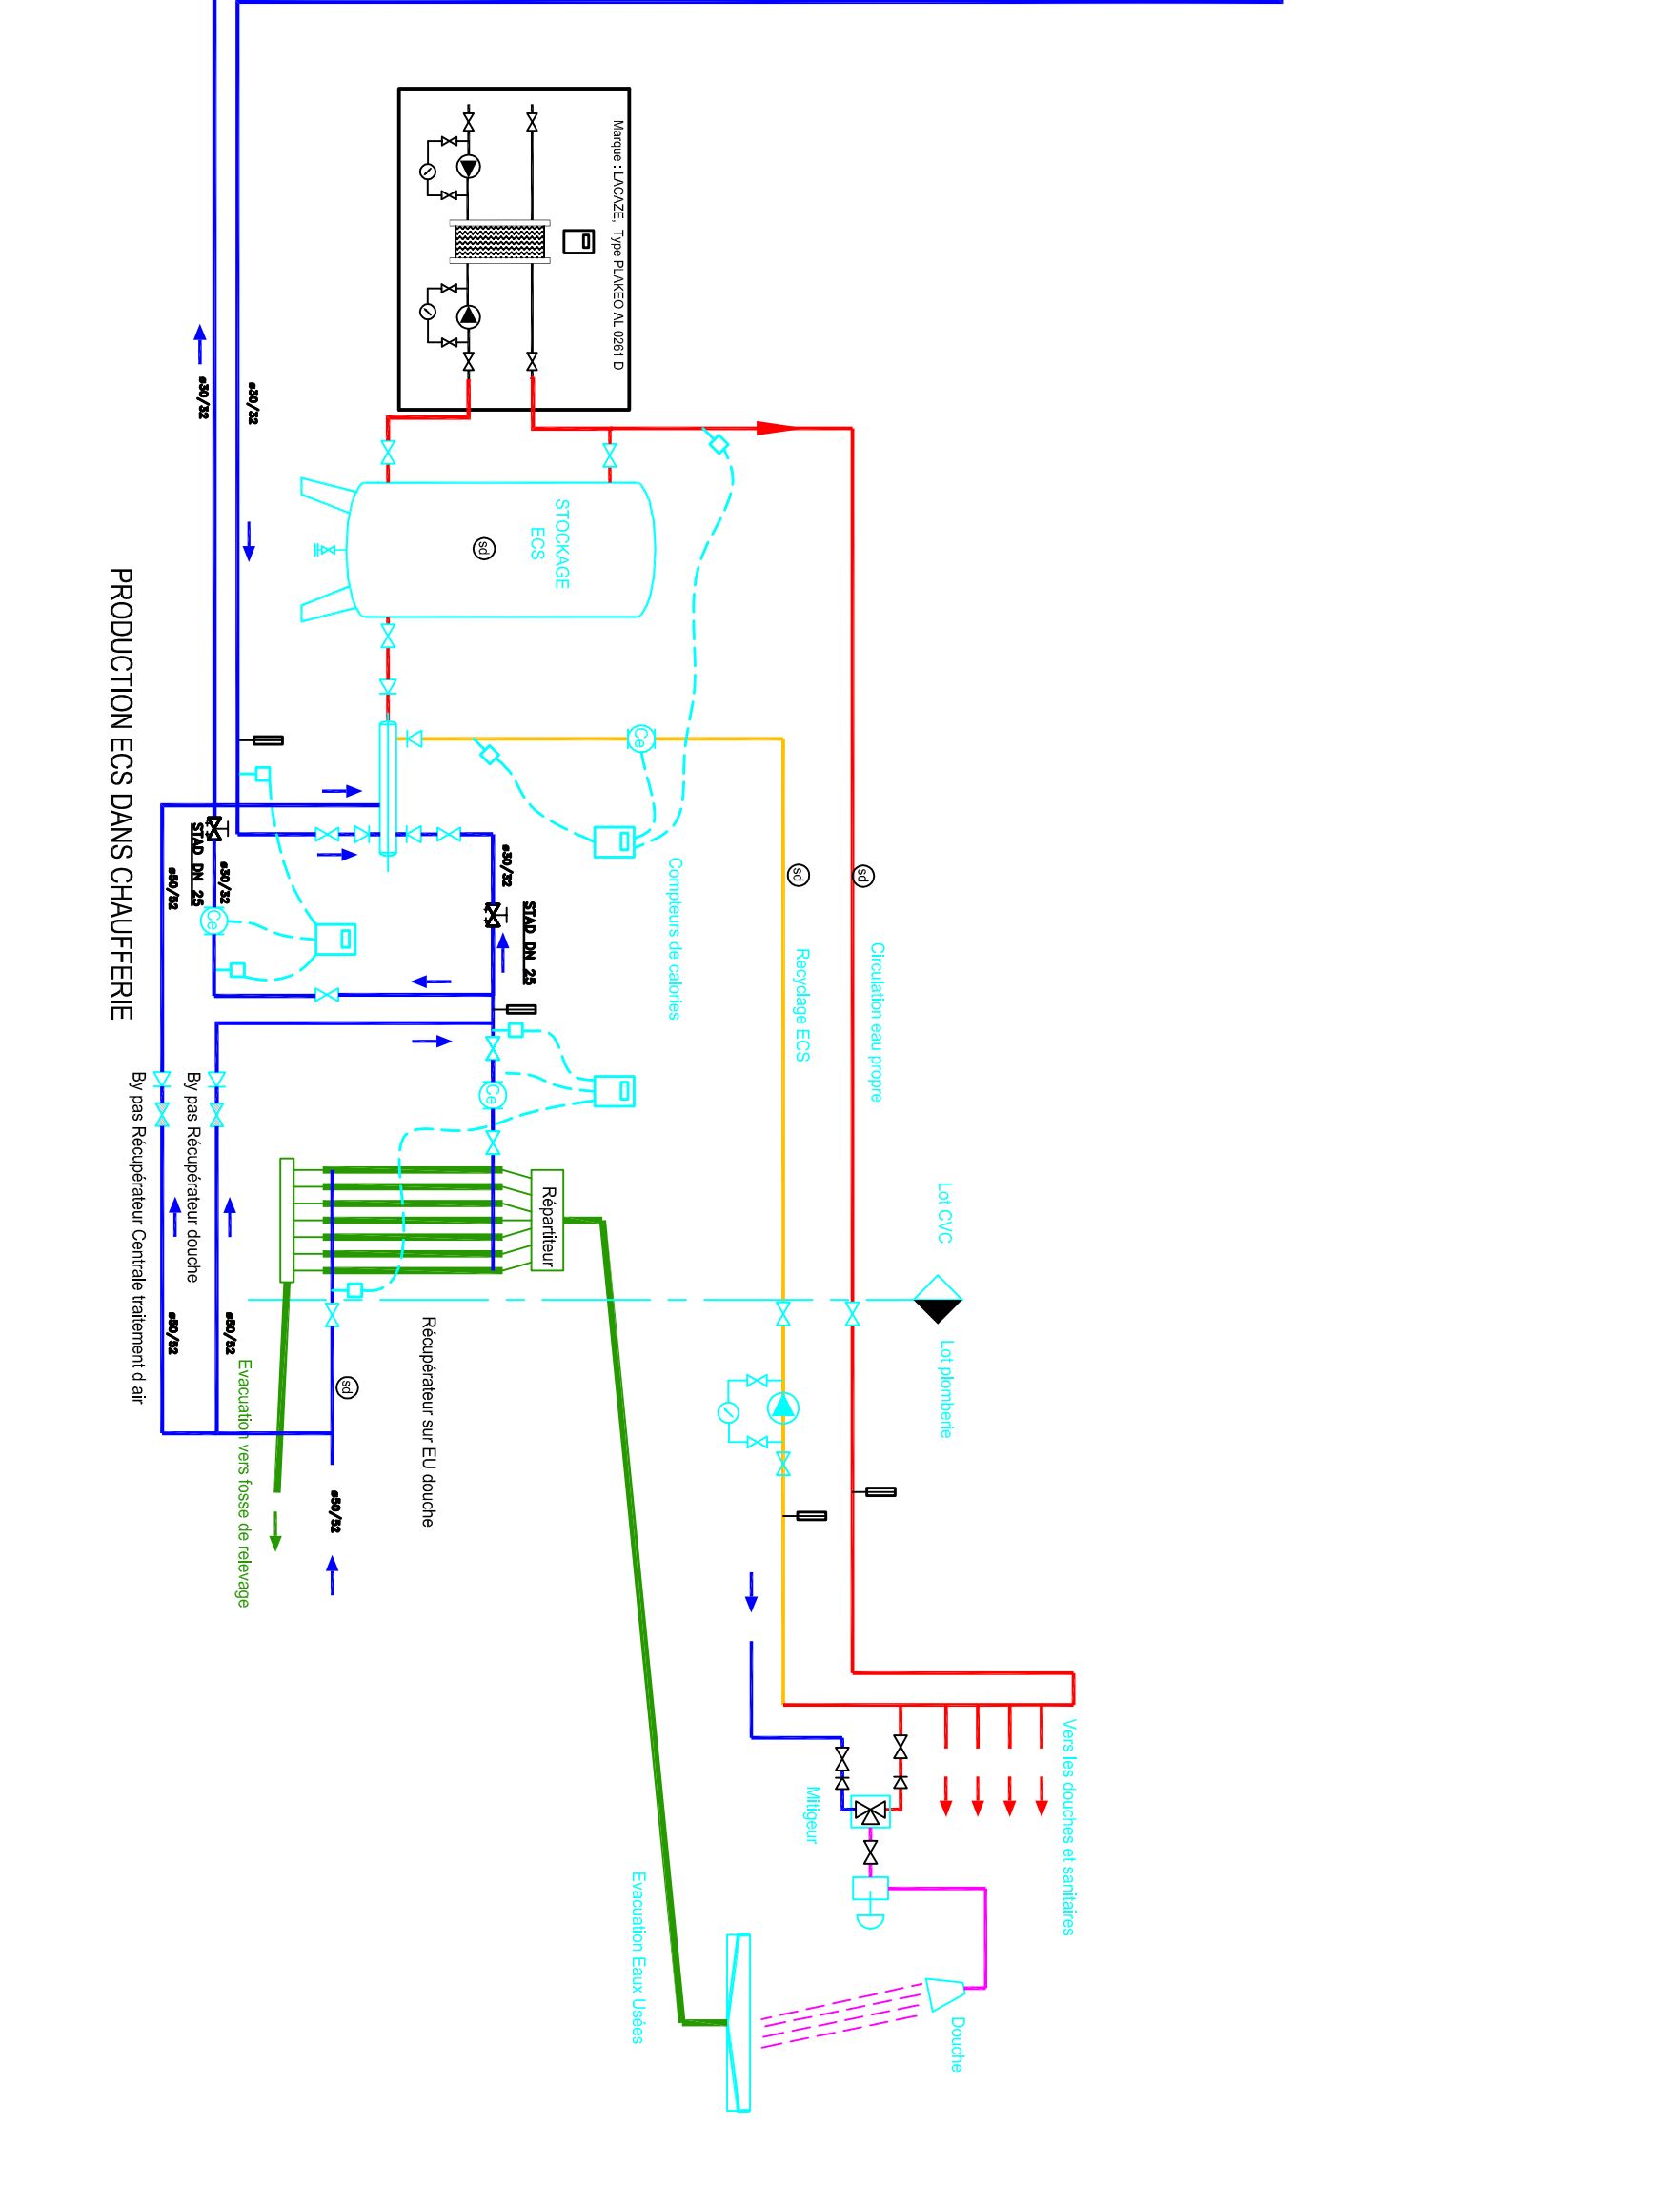 Marque : LACAZE, Type PLAKEO AL 0261 D
STOCKAGE
ECS
sd
ø30/32
ø30/32
PRODUCTION ECS DANS CHAUFFERIE
Ce
Compteurs de calories
sd
sd
Recyclage ECS
Circulation eau propre
ø30/32
STAD DN 25
STAD DN 25
ø30/32
ø50/52
Ce
Ce
By pas Récupérateur douche
By pas Récupérateur Centrale traitement d air
Répartiteur
Lot CVC
Lot plomberie
ø50/52
ø50/52
Récupérateur sur EU douche
sd
Evacuation vers fosse de relevage
ø50/52
Vers les douches et sanitaires
Mitigeur
Evacuation Eaux Usées
Douche